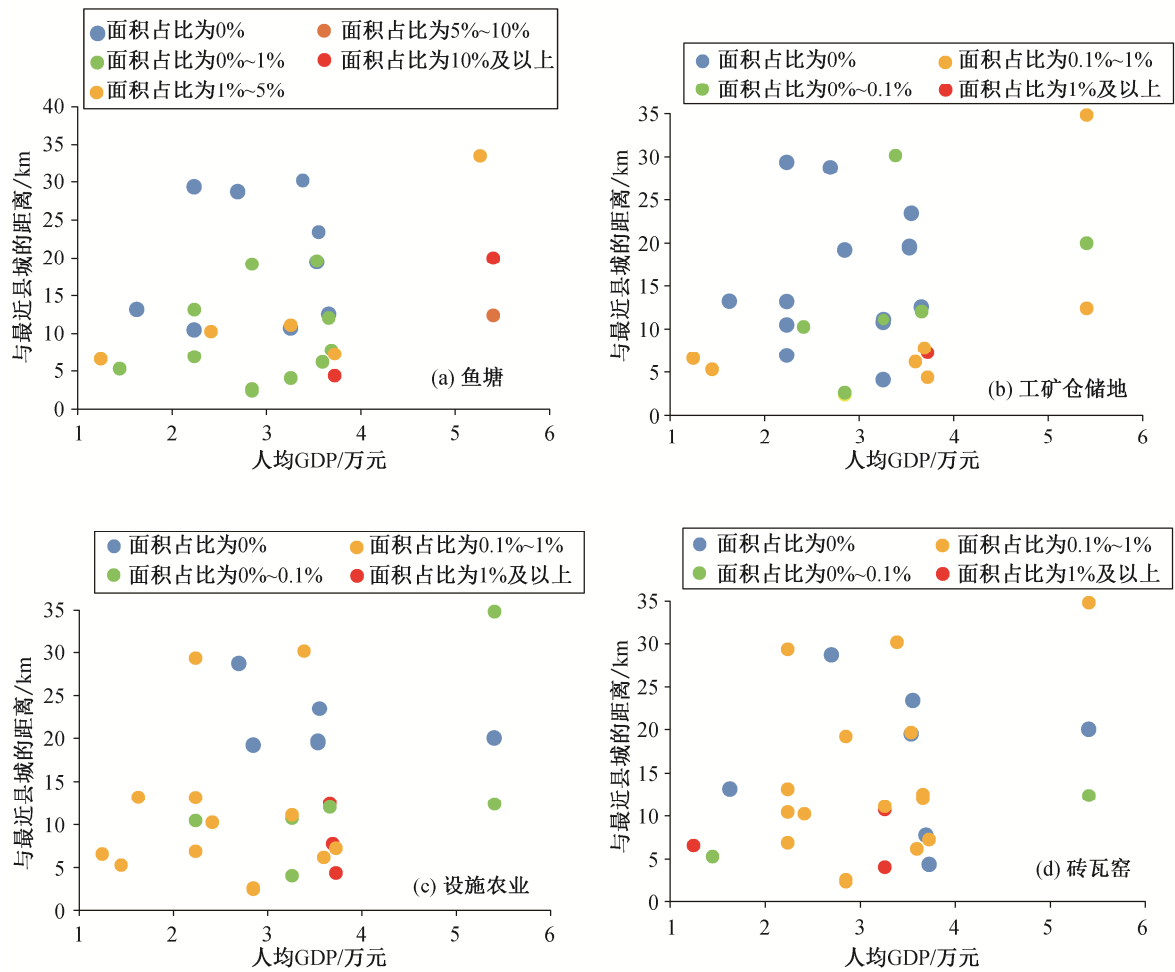 面积占比为0% 面积占比为5%~10%
面积占比为0%~1% 面积占比为10%及以上
面积占比为1%~5%
40
35
30
25
20
15
10
5
0
与最近县城的距离/km
(a) 鱼塘
1 2 3 4 5 6
人均GDP/万元
面积占比为0% 面积占比为0.1%~1%
面积占比为0%~0.1% 面积占比为1%及以上
35
30
25
20
15
10
5
0
与最近县城的距离/km
(b) 工矿仓储地
1 2 3 4 5 6
人均GDP/万元
面积占比为0% 面积占比为0.1%~1%
面积占比为0%~0.1% 面积占比为1%及以上
35
30
25
20
15
10
5
0
与最近县城的距离/km
(c) 设施农业
1 2 3 4 5 6
人均GDP/万元
面积占比为0% 面积占比为0.1%~1%
面积占比为0%~0.1% 面积占比为1%及以上
35
30
25
20
15
10
5
0
与最近县城的距离/km
(d) 砖瓦窑
1 2 3 4 5 6
人均GDP/万元